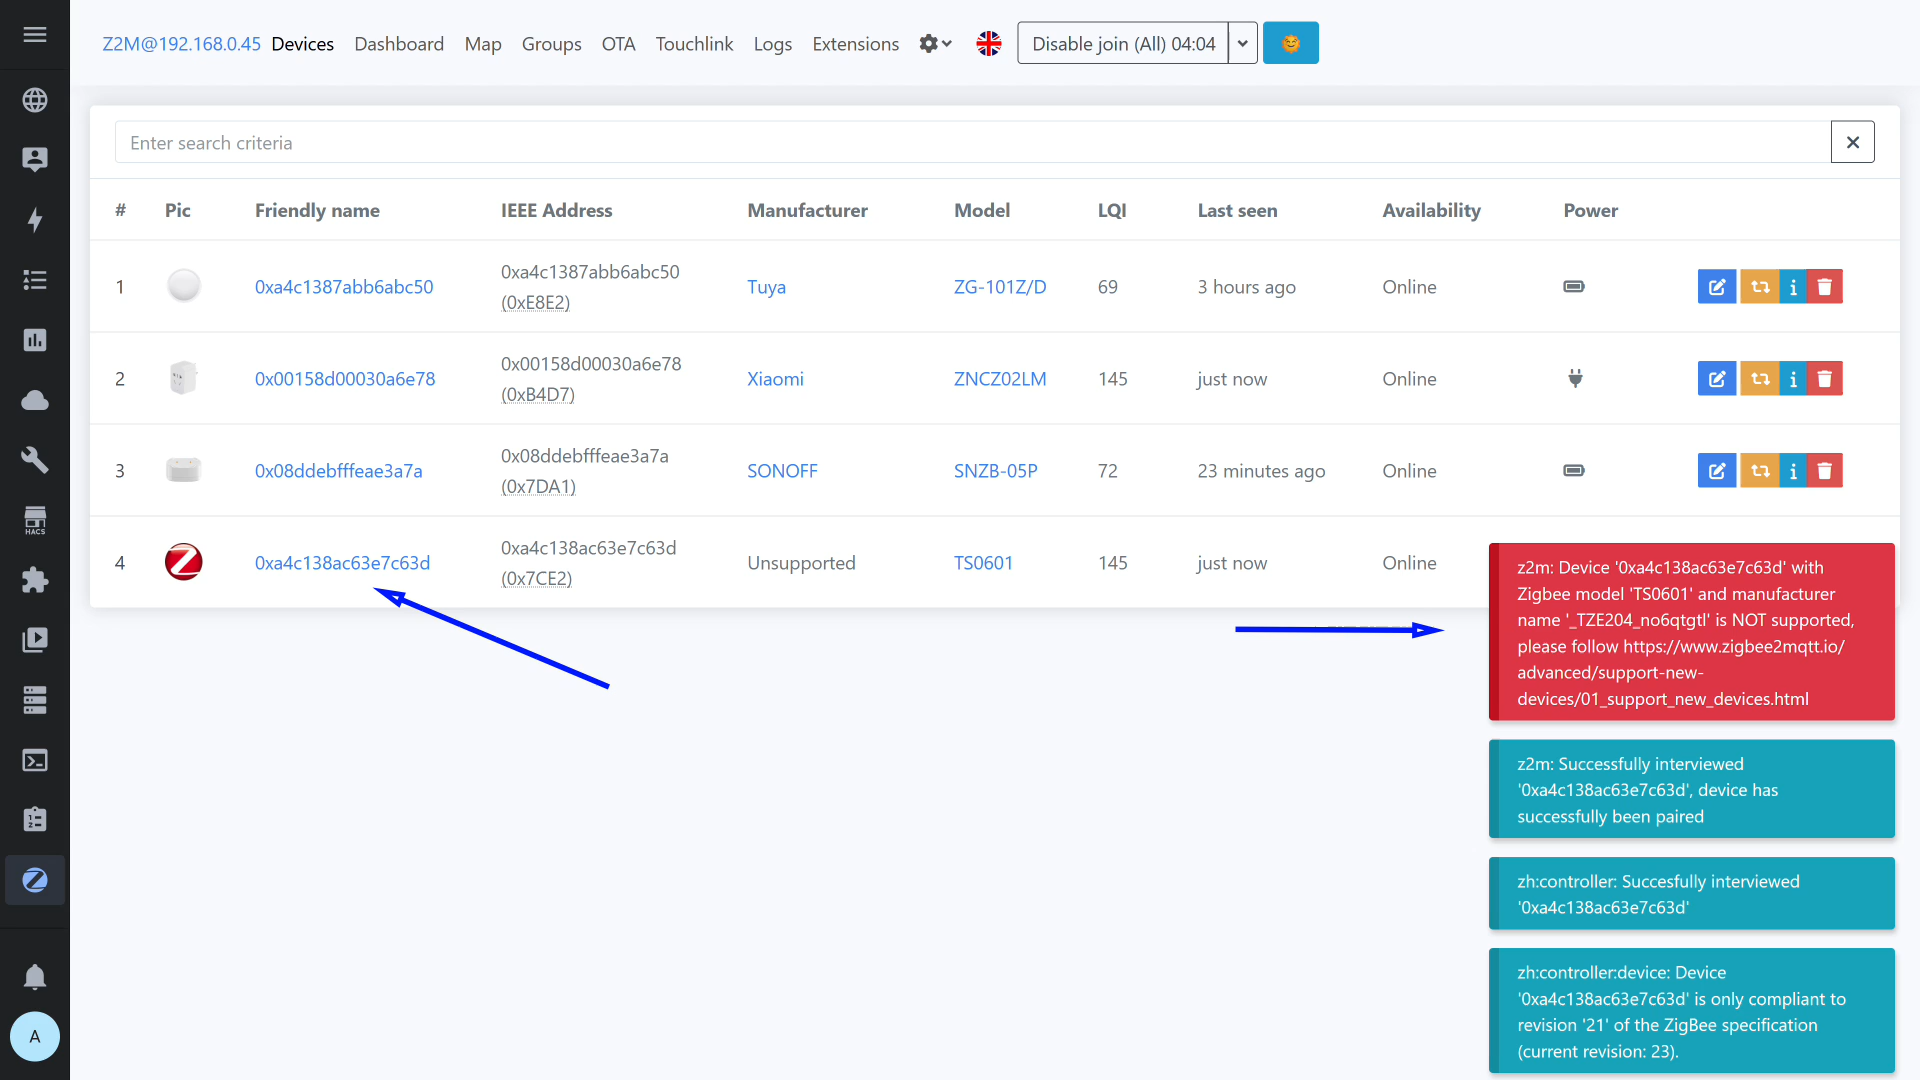 Z2M@192.168.0.45 Devices Dashboard Map Groups OTA Touchlink Logs Extensions Disable join (All) 04:04
Enter search criteria
# Pic Friendly name IEEE Address Manufacturer Model LQI Last seen Availability Power
1 0xa4c1387abb6abc50 0xa4c1387abb6abc50 (0xE8E2) Tuya ZG-101Z/D 69 3 hours ago Online
2 0x00158d00030a6e78 0x00158d00030a6e78 (0xB4D7) Xiaomi ZNCZ02LM 145 just now Online
3 0x08ddebfffeae3a7a 0x08ddebfffeae3a7a (0x7DA1) SONOFF SNZB-05P 72 23 minutes ago Online
4 0xa4c138ac63e7c63d 0xa4c138ac63e7c63d (0x7CE2) Unsupported TS0601 145 just now Online
z2m: Device '0xa4c138ac63e7c63d' with
Zigbee model 'TS0601' and manufacturer
name '_TZE204_no6qtgtl' is NOT supported,
please follow https://www.zigbee2mqtt.io/
advanced/support-new-
devices/01_support_new_devices.html
z2m: Successfully interviewed
'0xa4c138ac63e7c63d', device has
successfully been paired
zh:controller: Succesfully interviewed
'0xa4c138ac63e7c63d'
zh:controller:device: Device
'0xa4c138ac63e7c63d' is only compliant to
revision '21' of the ZigBee specification
(current revision: 23).
HACS
A